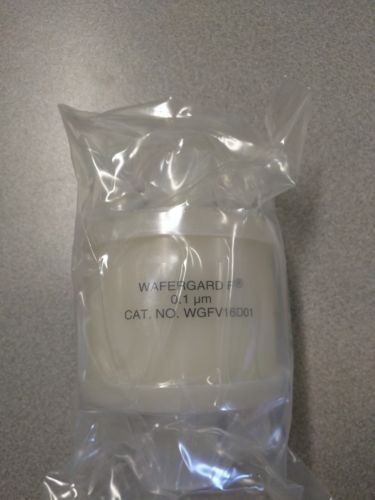 WAFERGARD F®
0.1 µm
CAT. NO. WGFV16D01